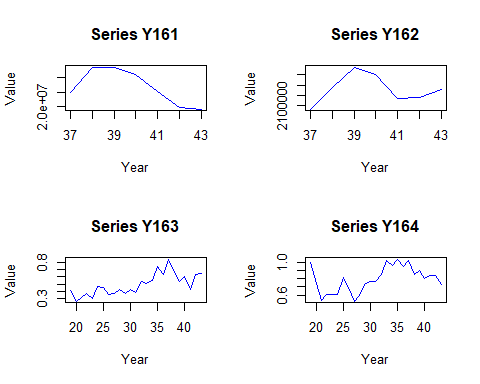 Series Y161
Value
2.0e+07
37 39 41 43
Year
Series Y162
Value
2100000
37 39 41 43
Year
Series Y163
Value
0.3 0.8
20 25 30 35 40
Year
Series Y164
Value
0.6 1.0
20 25 30 35 40
Year